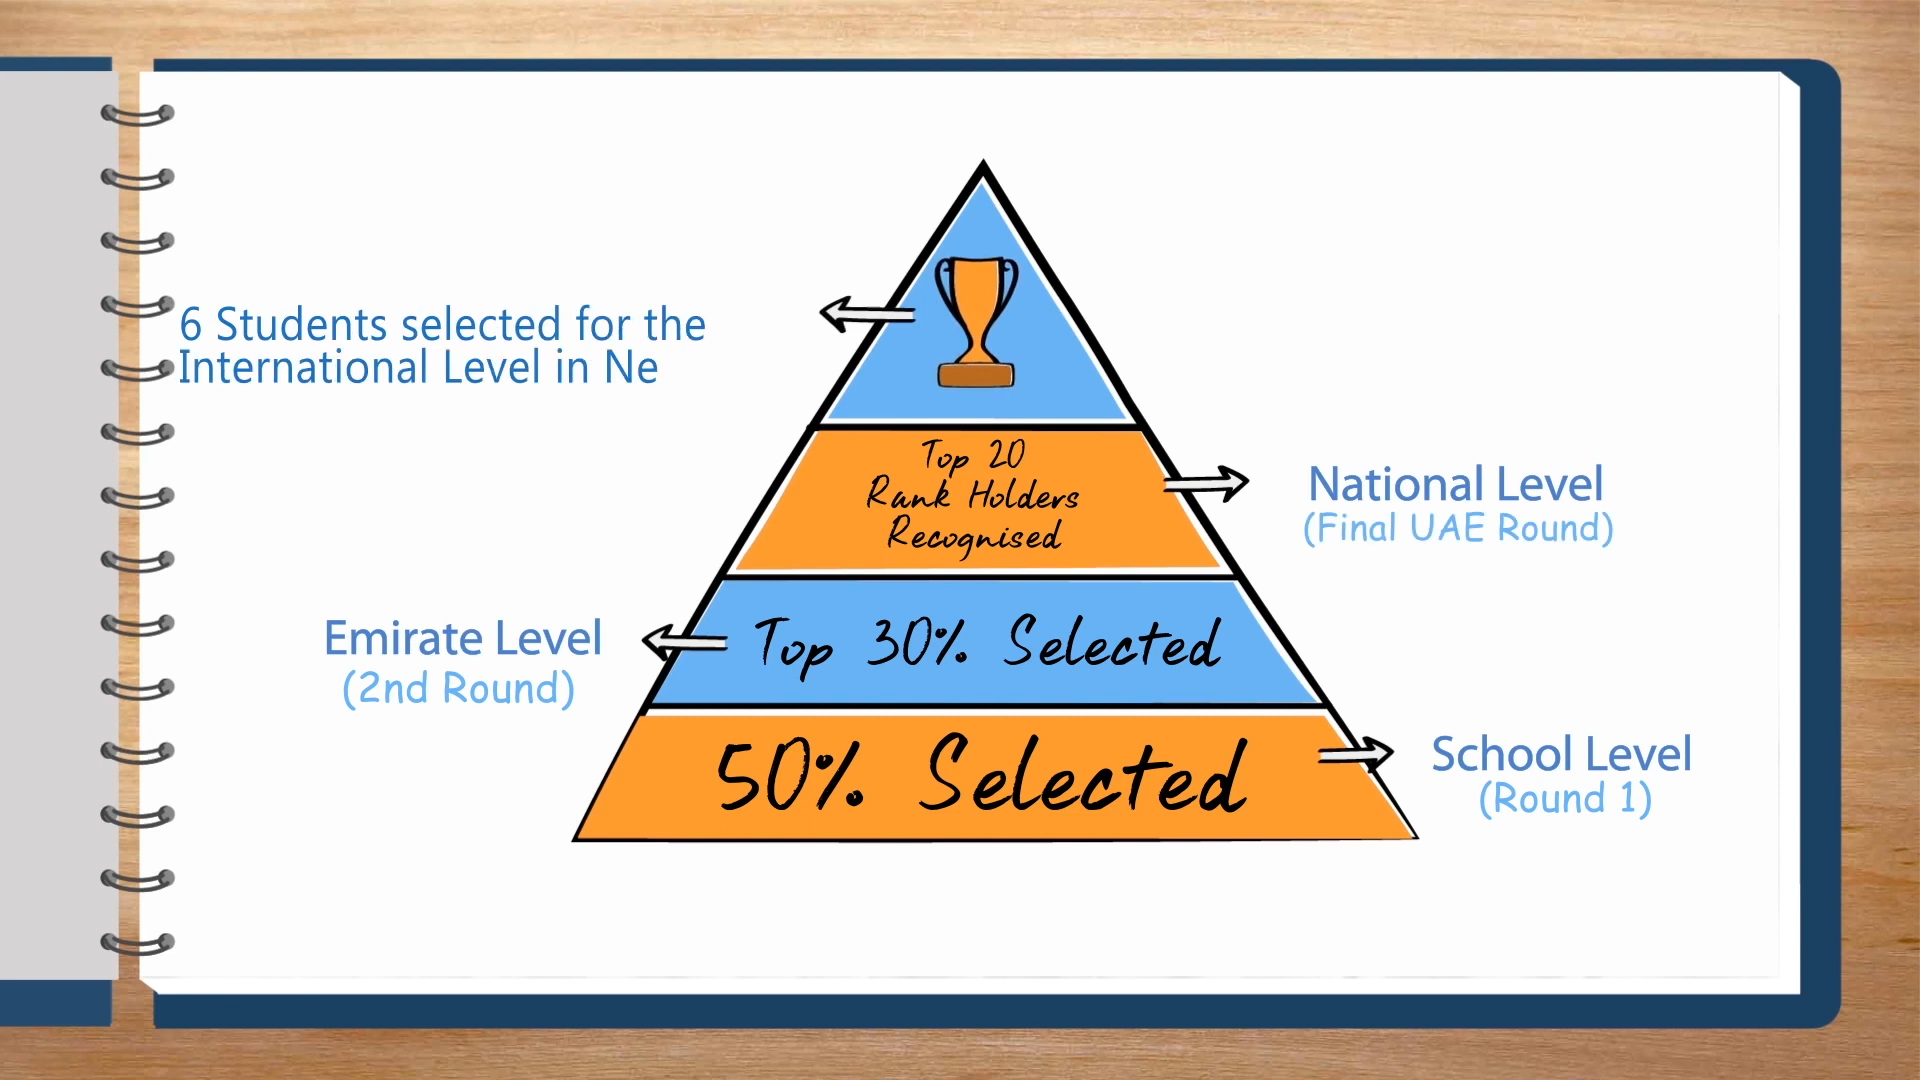 6 Students selected for the
International Level in Ne
Top 20
Rank Holders
Recognised
National Level
(Final UAE Round)
Emirate Level
(2nd Round)
Top 30% Selected
50% Selected
School Level
(Round 1)